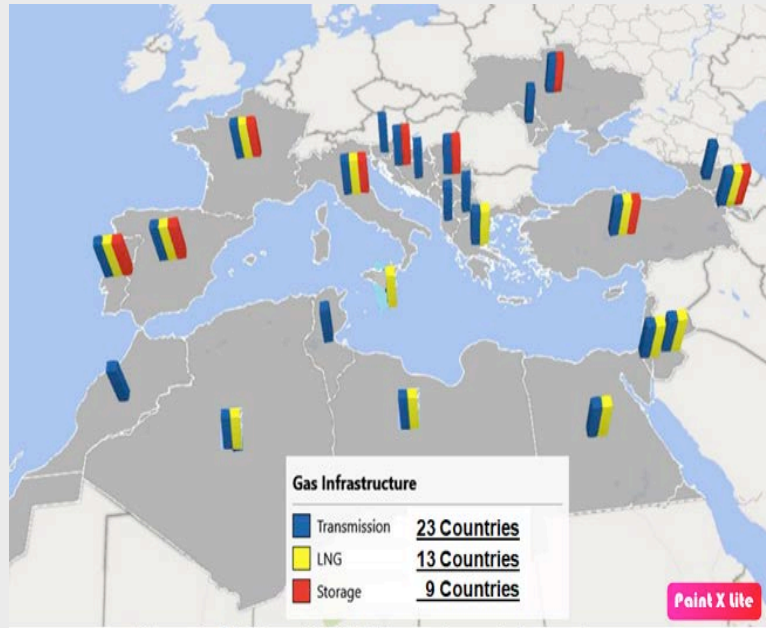 Gas Infrastructure
Transmission 23 Countries
LNG 13 Countries
Storage 9 Countries
Paint X Lite